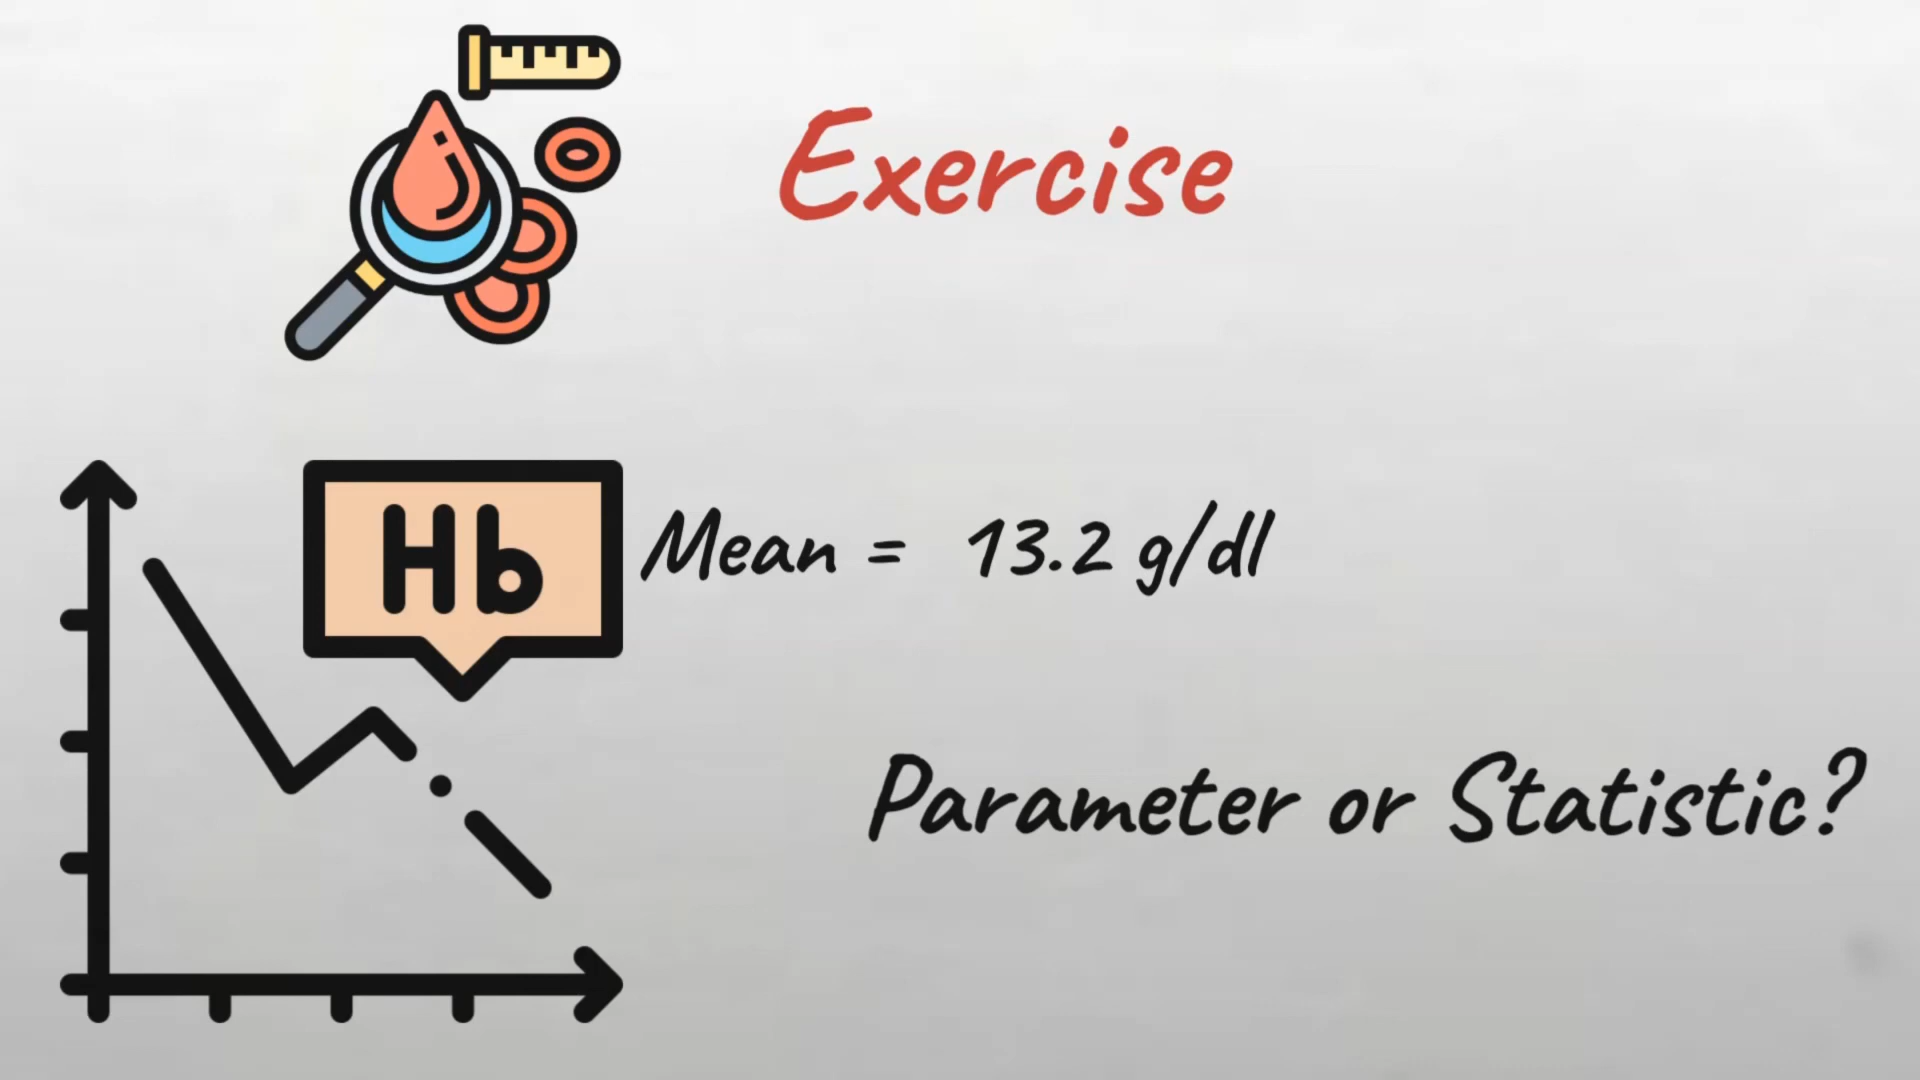 Exercise
Hb
Mean = 13.2 g/dl
Parameter or Statistic?